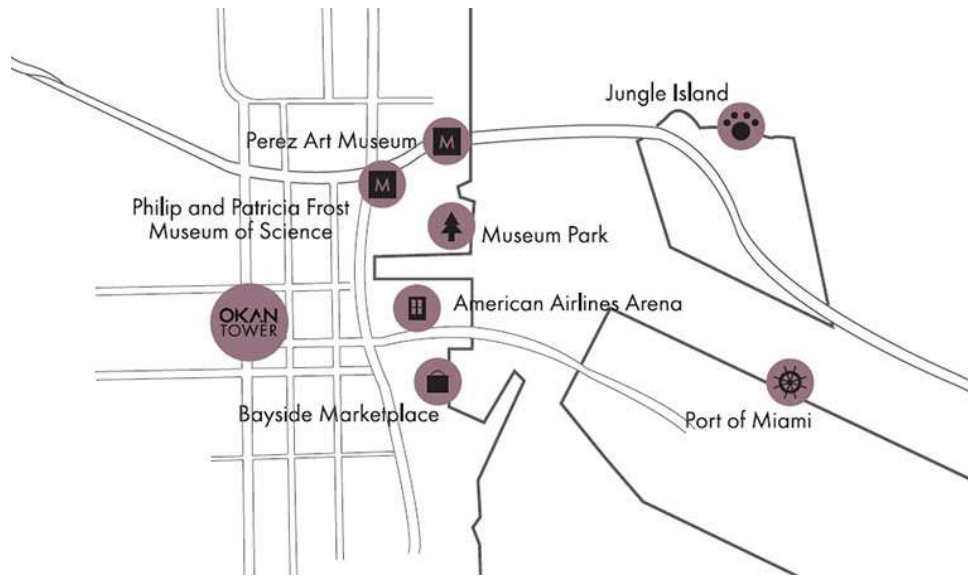 Jungle Island
Perez Art Museum
M
M
Philip and Patricia Frost
Museum of Science
Museum Park
American Airlines Arena
OKAN
TOWER
Bayside Marketplace
Port of Miami